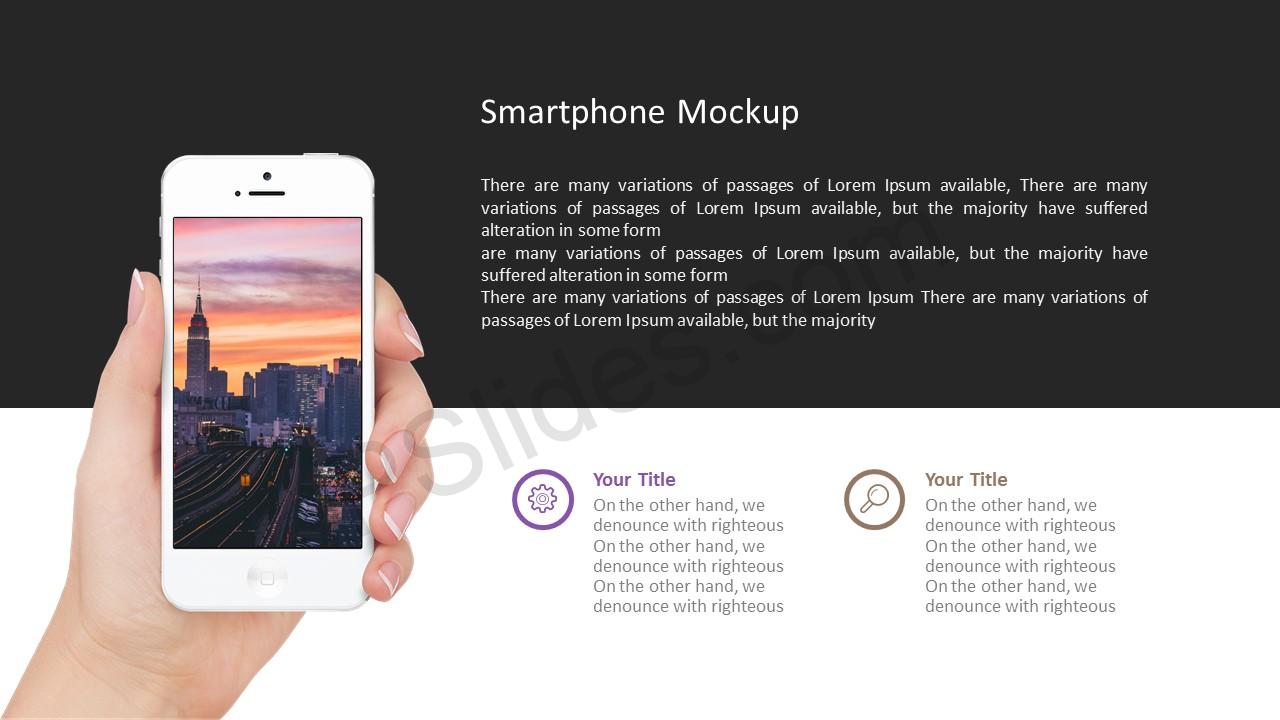 Smartphone Mockup
There are many variations of passages of Lorem Ipsum available, There are many
variations of passages of Lorem Ipsum available, but the majority have suffered
alteration in some form
are many variations of passages of Lorem Ipsum available, but the majority have
suffered alteration in some form
There are many variations of passages of Lorem Ipsum There are many variations of
passages of Lorem Ipsum available, but the majority
Your Title
On the other hand, we
denounce with righteous
On the other hand, we
denounce with righteous
On the other hand, we
denounce with righteous
Your Title
On the other hand, we
denounce with righteous
On the other hand, we
denounce with righteous
On the other hand, we
denounce with righteous